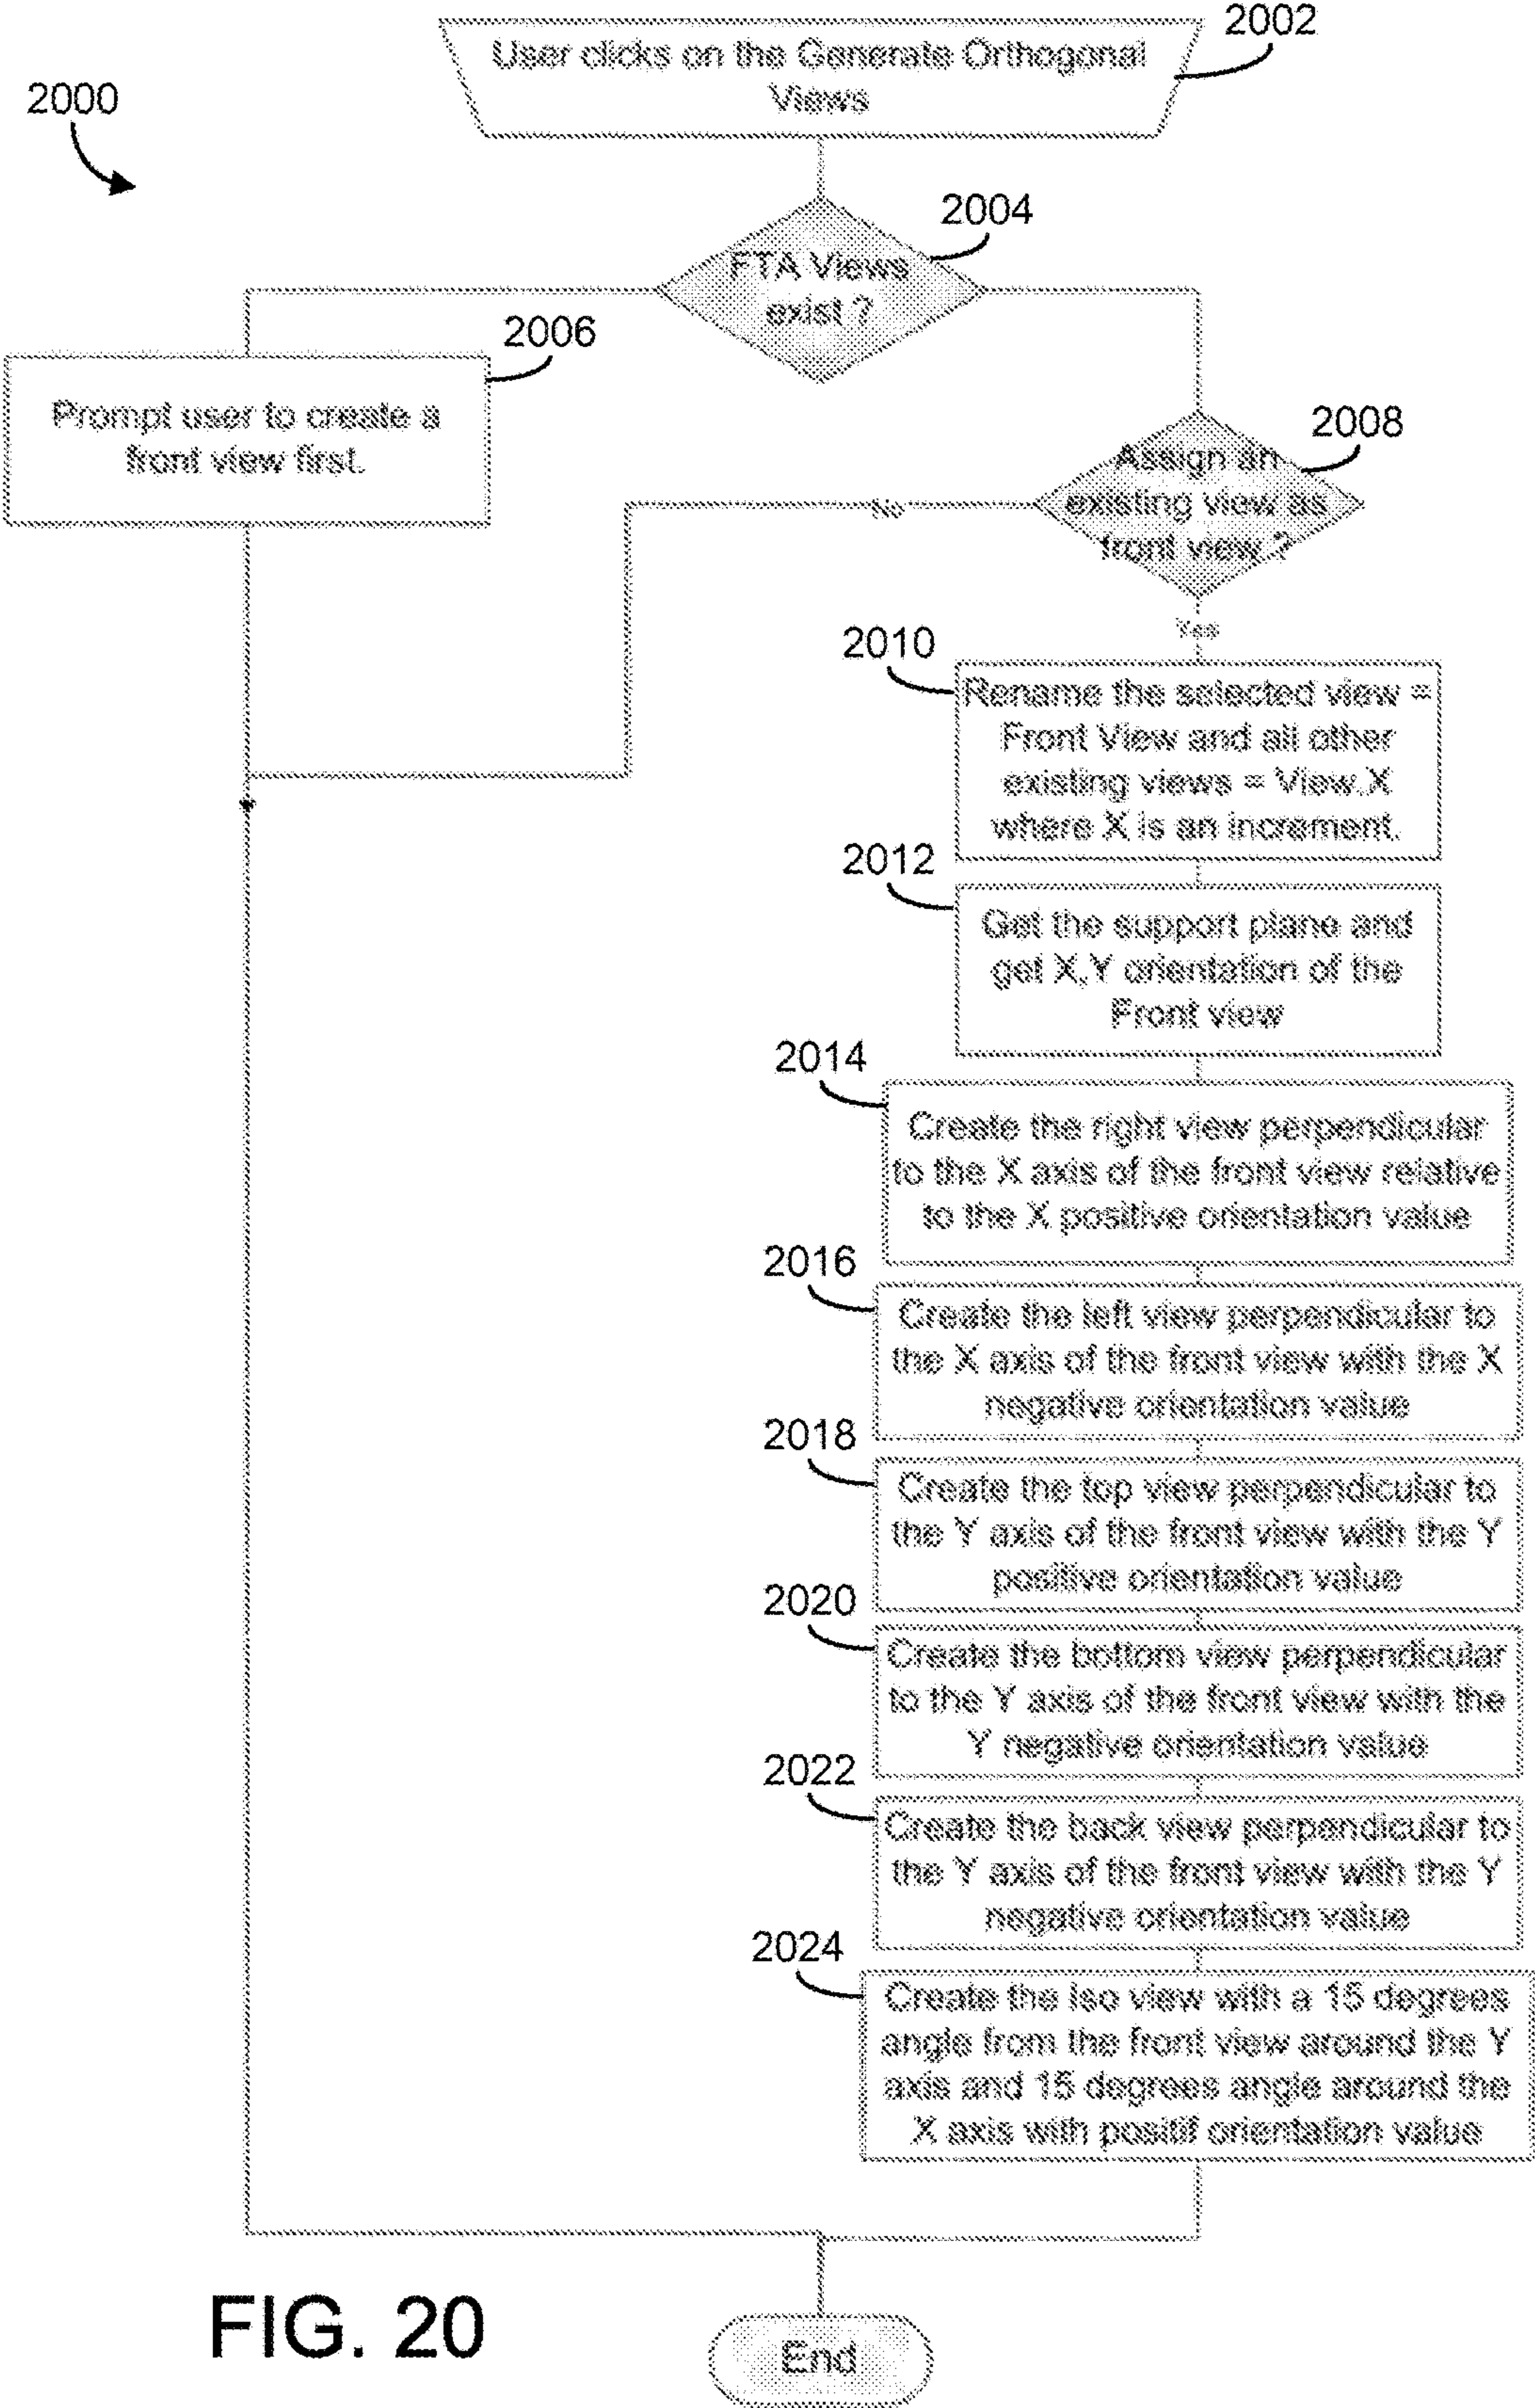 2002
User clicks on the Generate Orthogonal
Views
2000
2004
FTA Views
exist ?
2006
Prompt user to create a
front view first.
2008
Assign an
existing view as
front view ?
No
Yes
2010
Rename the selected view =
Front View and all other
existing views = View.X
where X is an increment.
2012
Get the support plane and
get X,Y orientation of the
Front view
2014
Create the right view perpendicular
to the X axis of the front view relative
to the X positive orientation value
2016
Create the left view perpendicular to
the X axis of the front view with the X
negative orientation value
2018
Create the top view perpendicular to
the Y axis of the front view with the Y
positive orientation value
2020
Create the bottom view perpendicular
to the Y axis of the front view with the
Y negative orientation value
2022
Create the back view perpendicular to
the Y axis of the front view with the Y
negative orientation value
2024
Create the Iso view with a 15 degrees
angle from the front view around the Y
axis and 15 degrees angle around the
X axis with positif orientation value
End
FIG. 20